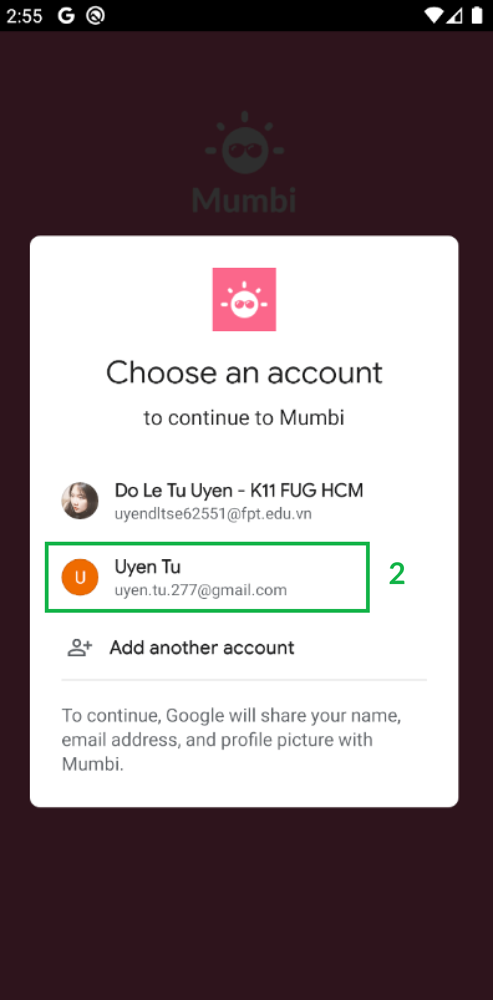 2:55
Mumbi
Choose an account
to continue to Mumbi
Do Le Tu Uyen - K11 FUG HCM
uyendltse62551@fpt.edu.vn
U
Uyen Tu
uyen.tu.277@gmail.com
2
Add another account
To continue, Google will share your name,
email address, and profile picture with
Mumbi.